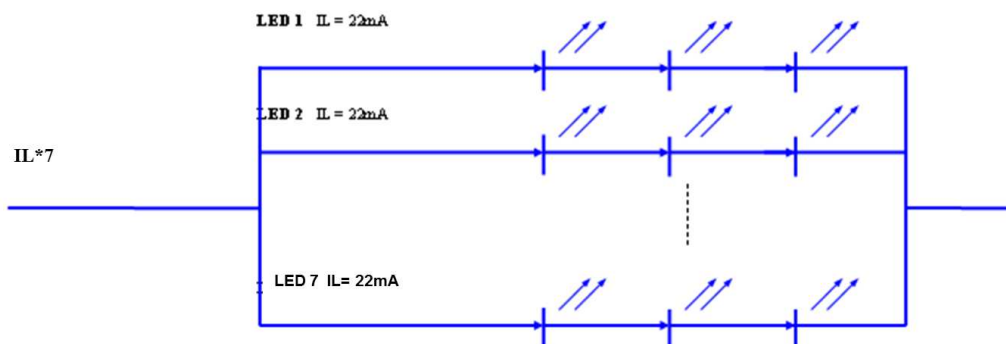 LED 1 IL = 22mA
LED 2 IL = 22mA
IL*7
LED 7 IL= 22mA